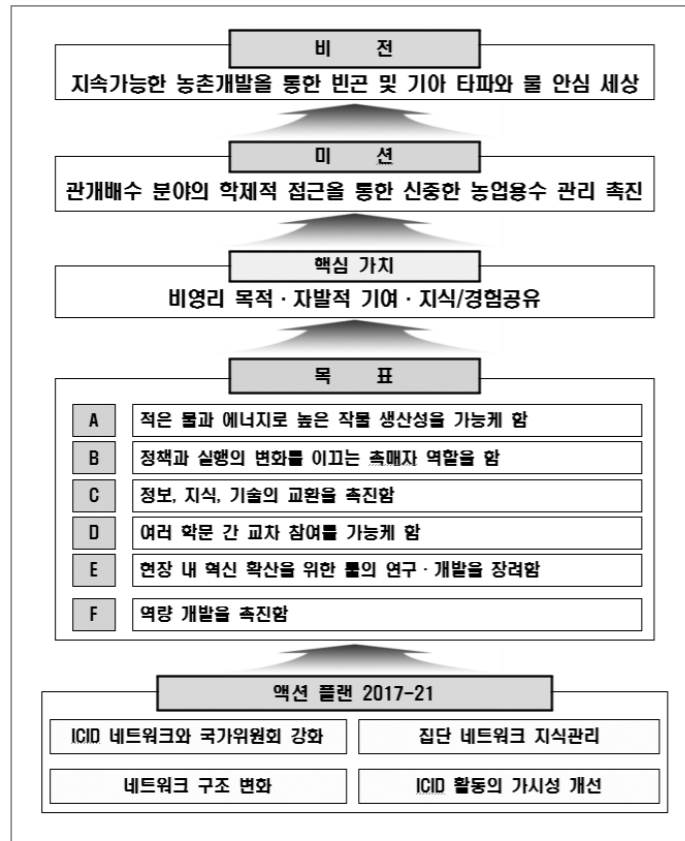 비 전
지속가능한 농촌개발을 통한 빈곤 및 기아 타파와 물 안심 세상
미 션
관개배수 분야의 학제적 접근을 통한 신중한 농업용수 관리 촉진
핵심 가치
비영리 목적 · 자발적 기여 · 지식/경험공유
목 표
A 적은 물과 에너지로 높은 작물 생산성을 가능케 함
B 정책과 실행의 변화를 이끄는 촉매자 역할을 함
C 정보, 지식, 기술의 교환을 촉진함
D 여러 학문 간 교차 참여를 가능케 함
E 현장 내 혁신 확산을 위한 툴의 연구 · 개발을 장려함
F 역량 개발을 촉진함
액션 플랜 2017-21
ICID 네트워크와 국가위원회 강화 집단 네트워크 지식관리
네트워크 구조 변화 ICID 활동의 가시성 개선